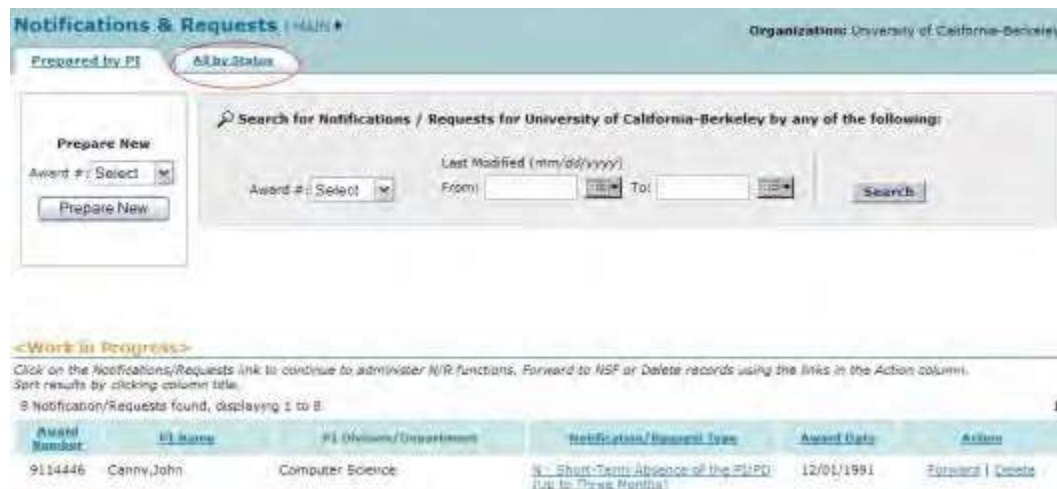 Notifications & Requests | MAIN
Organization: University of California-Berkeley
Prepared by PI
All by Status
Search for Notifications / Requests for University of California-Berkeley by any of the following:
Prepare New
Award #: Select
Prepare New
Award #: Select
Last Modified (mm/dd/yyyy)
From: To:
Search
<Work in Progress>
Click on the Notifications/Requests link to continue to administer N/R functions. Forward to NSF or Delete records using the links in the Action column.
Sort results by clicking column title.
8 Notification/Requests found, displaying 1 to 8.
Award Number PI Name PI Division/Department Notification/Request Type Award Date Action
9114446 Canny,John Computer Science N - Short-Term Absence of the PI/PD (Up to Three Months) 12/01/1991 Forward | Delete